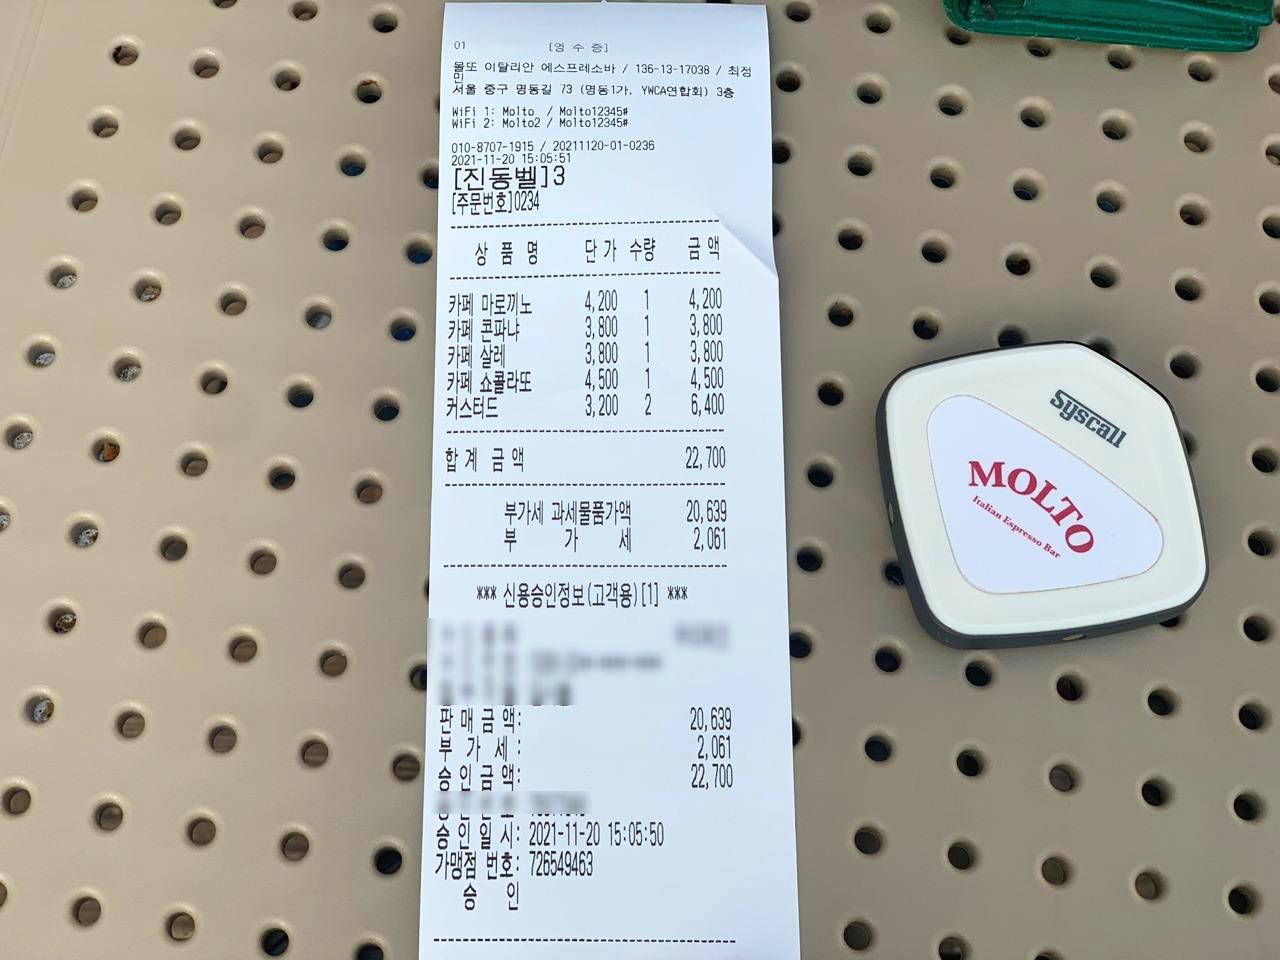 01 [영 수 증]
몰또 이탈리안 에스프레소바 / 136-13-17038 / 최정
민
서울 중구 명동길 73 (명동1가, YWCA연합회) 3층
WiFi 1: Molto / Molto12345#
WiFi 2: Molto2 / Molto12345#
010-8707-1915 / 20211120-01-0236
2021-11-20 15:05:51
[진동벨]3
[주문번호]0234
상 품 명 단 가 수량 금 액
카페 마로끼노 4,200 1 4,200
카페 콘파냐 3,800 1 3,800
카페 살레 3,800 1 3,800
카페 쇼콜라또 4,500 1 4,500
커스터드 3,200 2 6,400
합 계 금 액 22,700
부가세 과세물품가액 20,639
부 가 세 2,061
*** 신용승인정보(고객용)[1] ***
판 매 금 액: 20,639
부 가 세 : 2,061
승 인 금 액: 22,700
승 인 일 시: 2021-11-20 15:05:50
가맹점 번호: 726549463
승 인
Syscall
MOLTO
Italian Espresso Bar